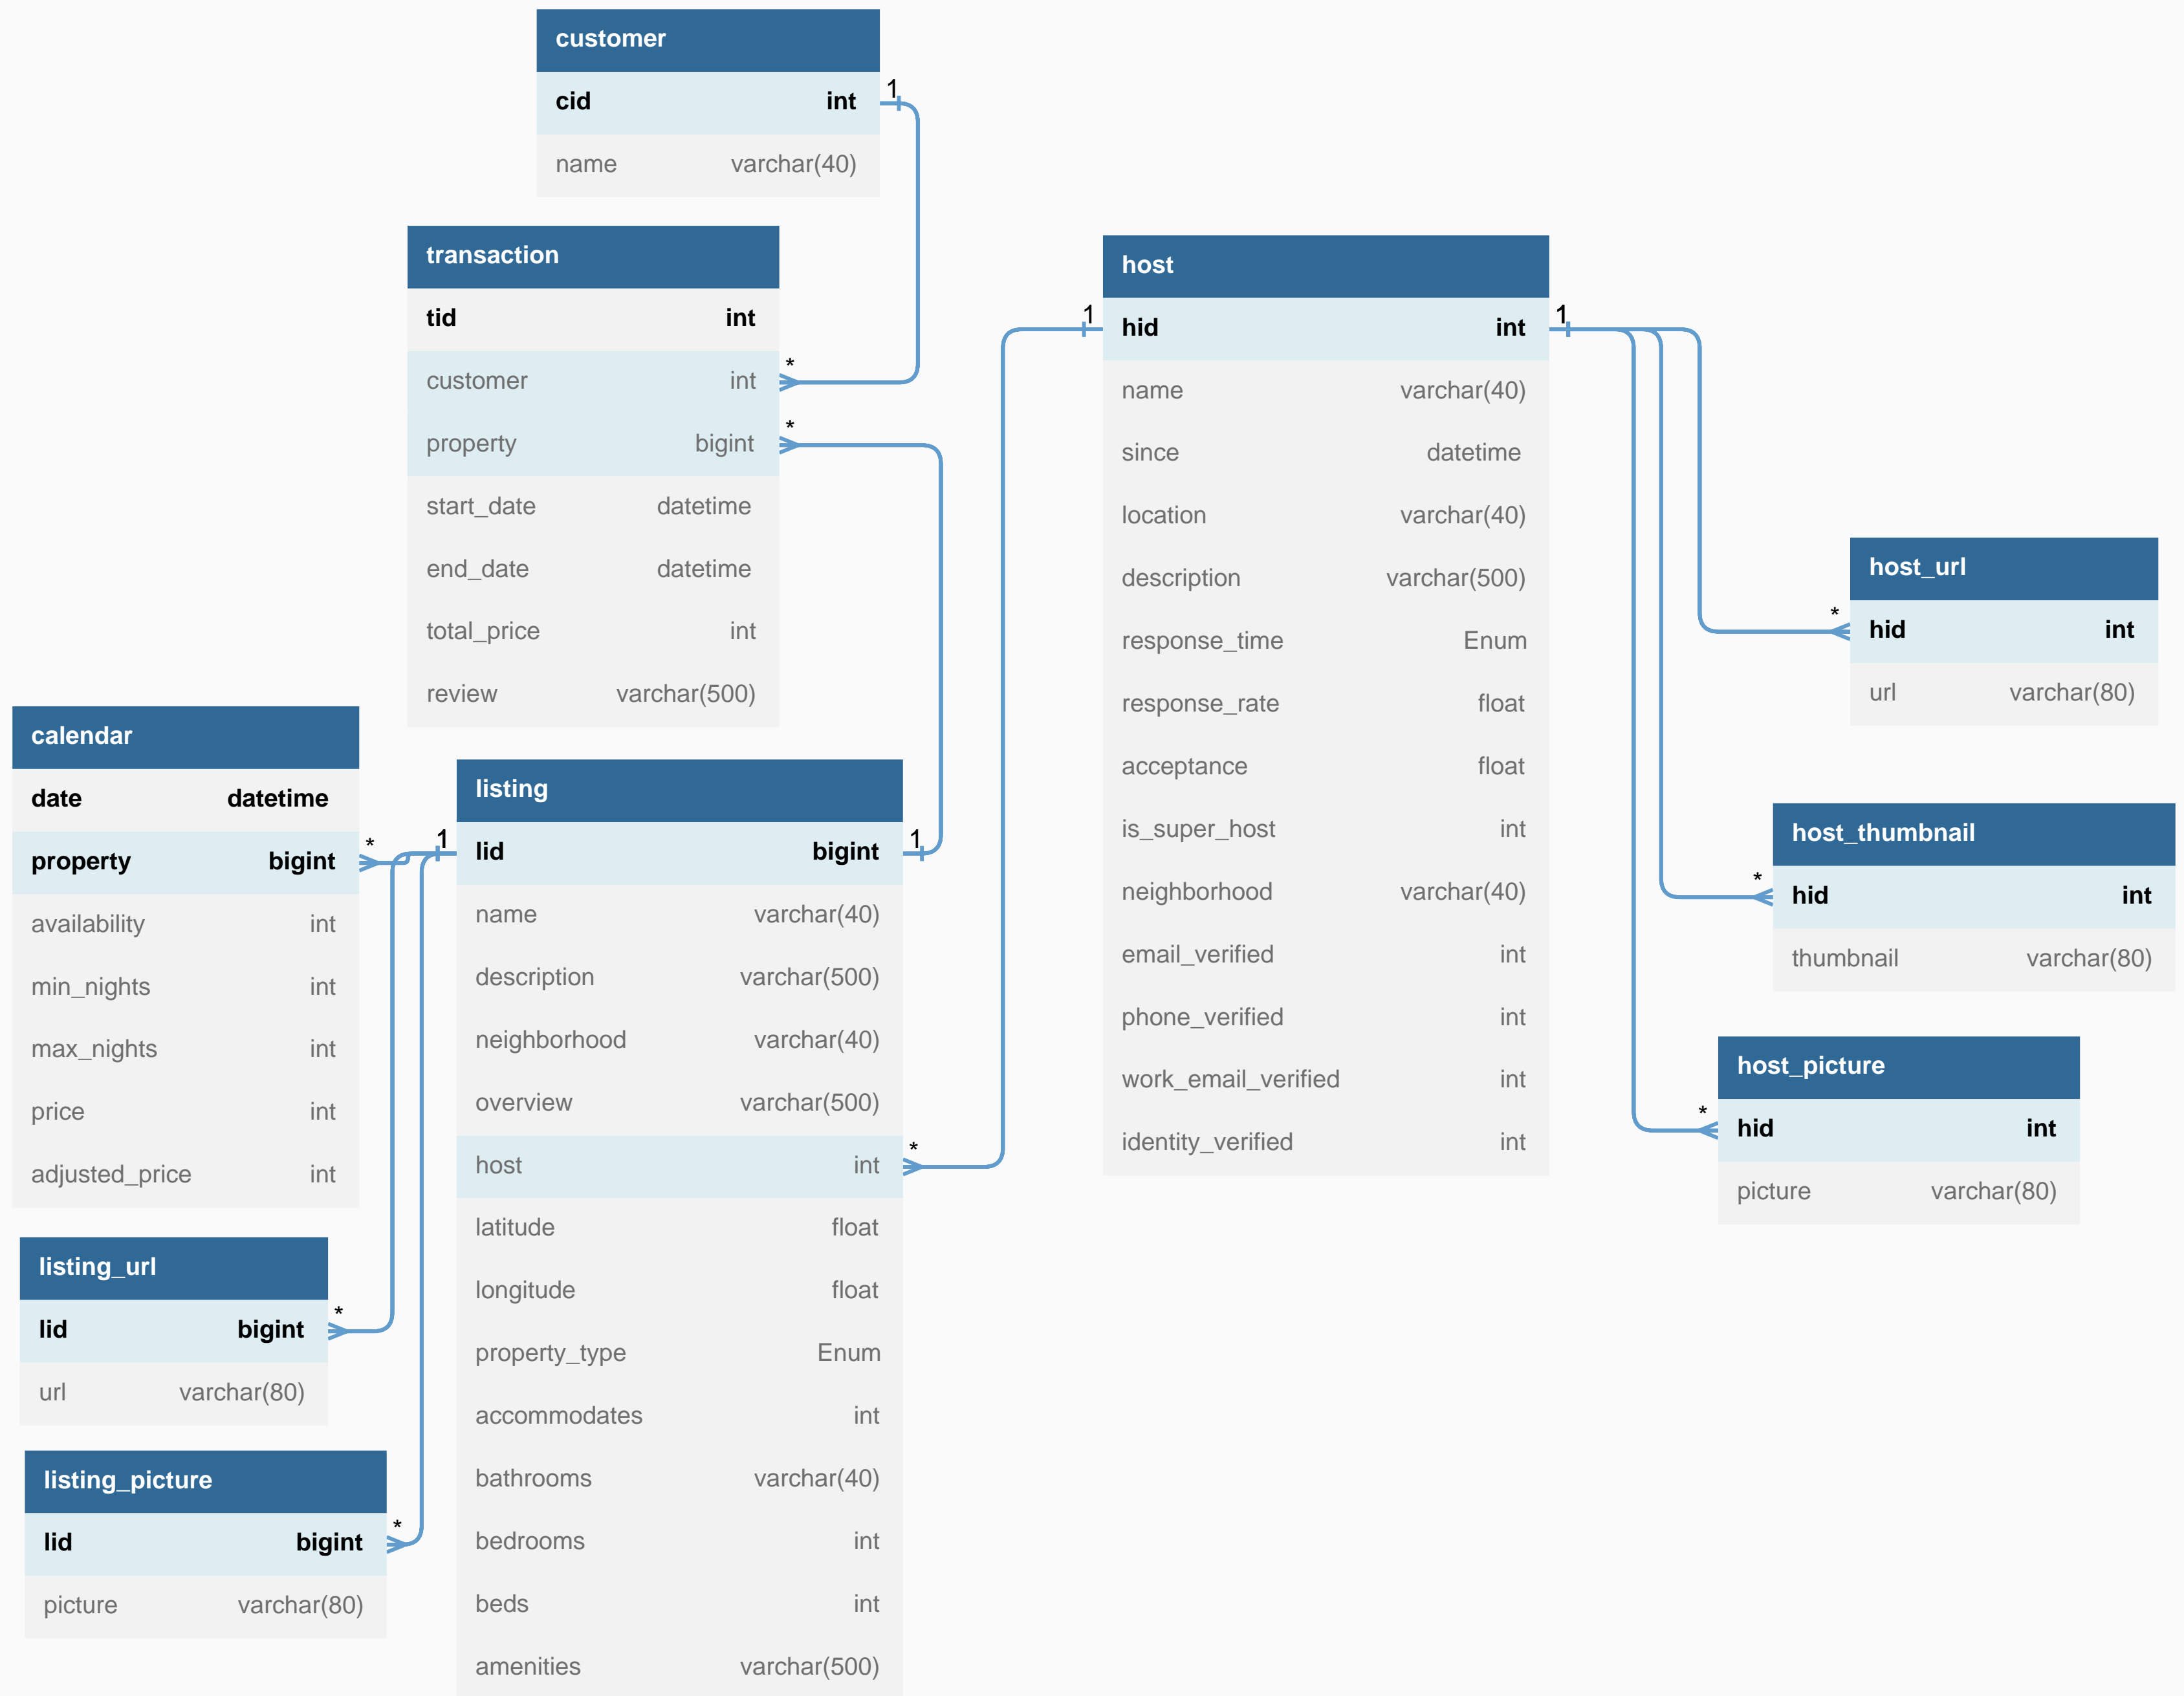 customer
cid int
name varchar(40)
1
transaction
tid int
customer int
property bigint
start_date datetime
end_date datetime
total_price int
review varchar(500)
*
*
host
hid int
name varchar(40)
since datetime
location varchar(40)
description varchar(500)
response_time Enum
response_rate float
acceptance float
is_super_host int
neighborhood varchar(40)
email_verified int
phone_verified int
work_email_verified int
identity_verified int
1
1
host_url
hid int
url varchar(80)
*
host_thumbnail
hid int
thumbnail varchar(80)
*
host_picture
hid int
picture varchar(80)
*
calendar
date datetime
property bigint
availability int
min_nights int
max_nights int
price int
adjusted_price int
*
listing
lid bigint
name varchar(40)
description varchar(500)
neighborhood varchar(40)
overview varchar(500)
host int
latitude float
longitude float
property_type Enum
accommodates int
bathrooms varchar(40)
bedrooms int
beds int
amenities varchar(500)
1
1
*
listing_url
lid bigint
url varchar(80)
*
listing_picture
lid bigint
picture varchar(80)
*